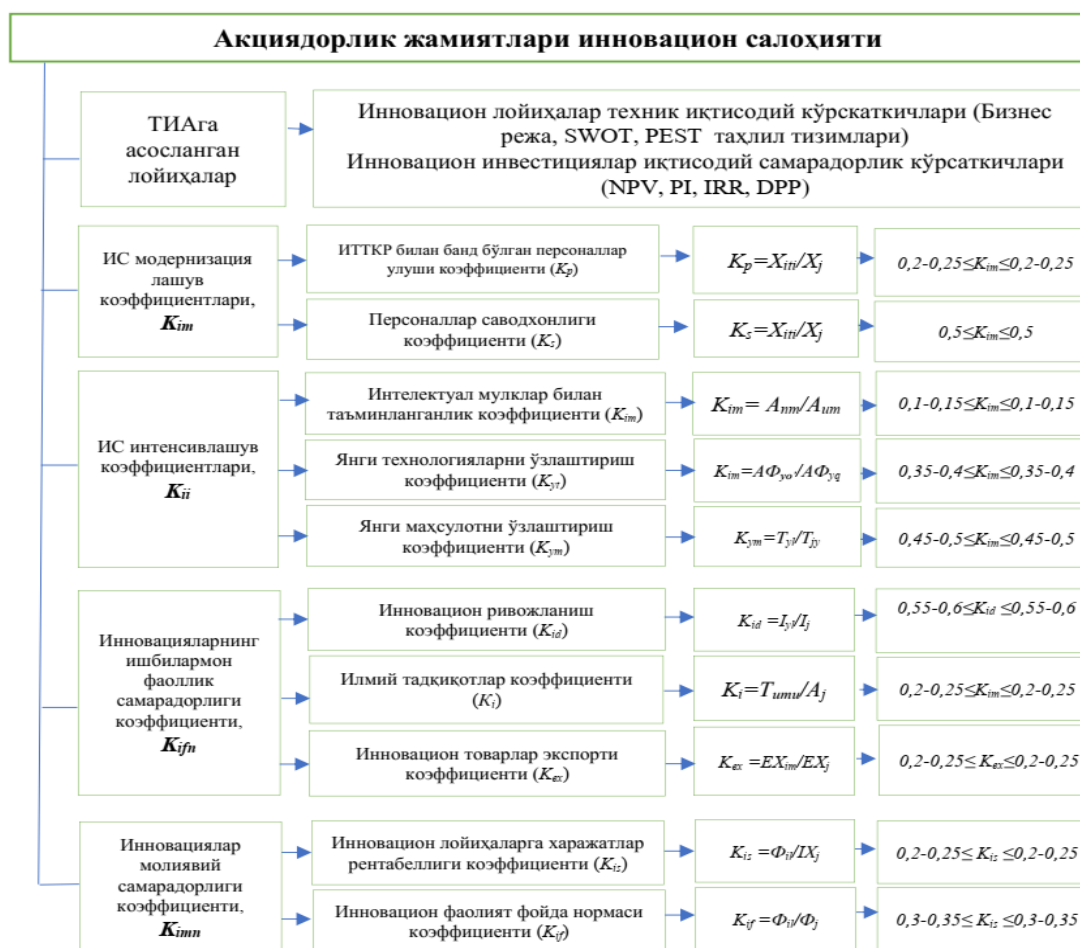 Акциядорлик жамиятлари инновацион салоҳияти
ТИАга
асосланган
лойиҳалар
Инновацион лойиҳалар техник иқтисодий кўрскаткичлари (Бизнес
режа, SWOT, PEST таҳлил тизимлари)
Инновацион инвестициялар иқтисодий самарадорлик кўрсаткичлари
(NPV, PI, IRR, DPP)
ИС модернизация
лашув
коэффициентлари,
Kim
ИТТКР билан банд бўлган персоналлар
улуши коэффициенти (Kp)
Kp=Xiti/Xj
0,2-0,25≤Kim≤0,2-0,25
Персоналлар саводхонлиги
коэффициенти (Ks)
Ks=Xiti/Xj
0,5≤Kim≤0,5
ИС интенсивлашув
коэффициентлари,
Kii
Интелектуал мулклар билан
таъминланганлик коэффициенти (Kim)
Kim= Anm/Aum
0,1-0,15≤Kim≤0,1-0,15
Янги технологияларни ўзлаштириш
коэффициенти (Kyt)
Kim=AФyo'/AФyq
0,35-0,4≤Kim≤0,35-0,4
Янги маҳсулотни ўзлаштириш
коэффициенти (Kym)
Kym=Tyi/Tjy
0,45-0,5≤Kim≤0,45-0,5
Инновацияларнинг
ишбилармон
фаоллик
самарадорлиги
коэффициенти,
Kifn
Инновацион ривожланиш
коэффициенти (Kid)
Kid =Iyi/Ij
0,55-0,6≤Kid ≤0,55-0,6
Илмий тадқиқотлар коэффициенти
(Ki)
Ki=Tumu/Aj
0,2-0,25≤Kim≤0,2-0,25
Инновацион товарлар экспорти
коэффициенти (Kex)
Kex =EXim/EXj
0,2-0,25≤ Kex≤0,2-0,25
Инновациялар
молиявий
самарадорлиги
коэффициенти,
Kimn
Инновацион лойиҳаларга харажатлар
рентабеллиги коэффициенти (Kis)
Kis =Фil/IXj
0,2-0,25≤ Kis ≤0,2-0,25
Инновацион фаолият фойда нормаси
коэффициенти (Kif)
Kif=Фil/Фj
0,3-0,35≤ Kis ≤0,3-0,35